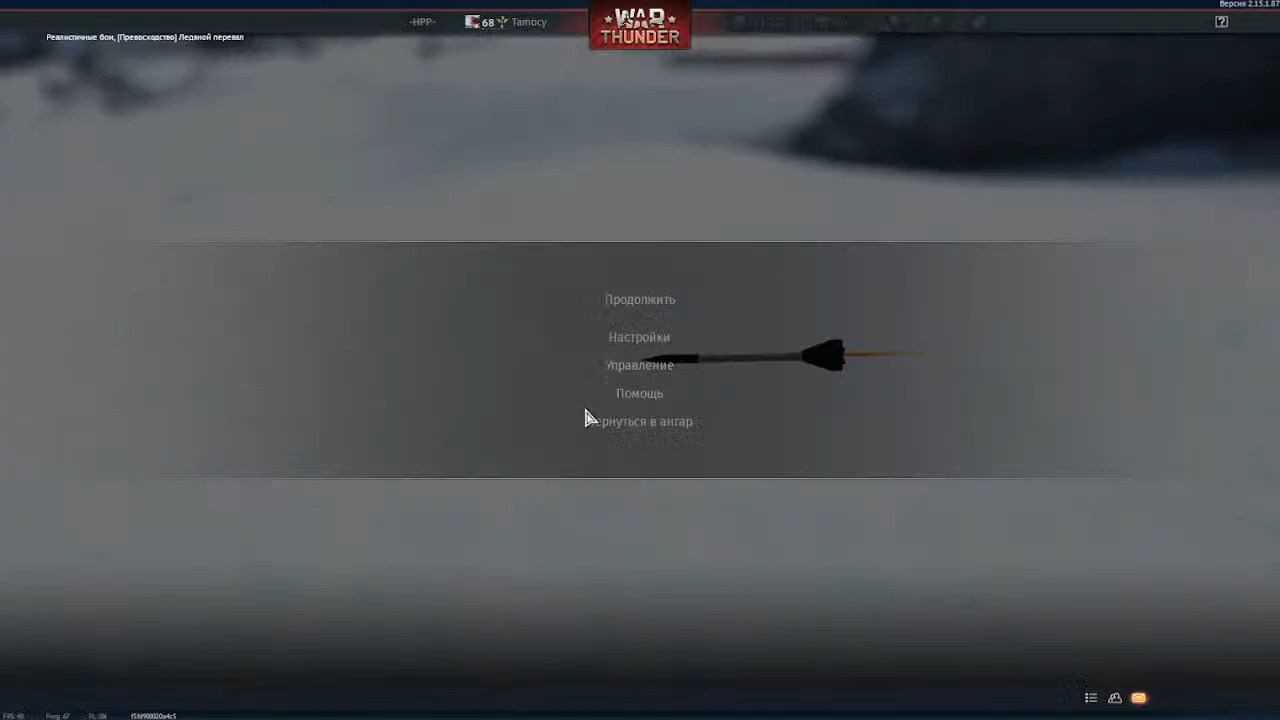 Версия 2.15.1.87
-НРР- 68 Tamocy
WAR THUNDER
Реалистичные бои, [Превосходство] Ледяной перевал
Продолжить
Настройки
Управление
Помощь
Вернуться в ангар